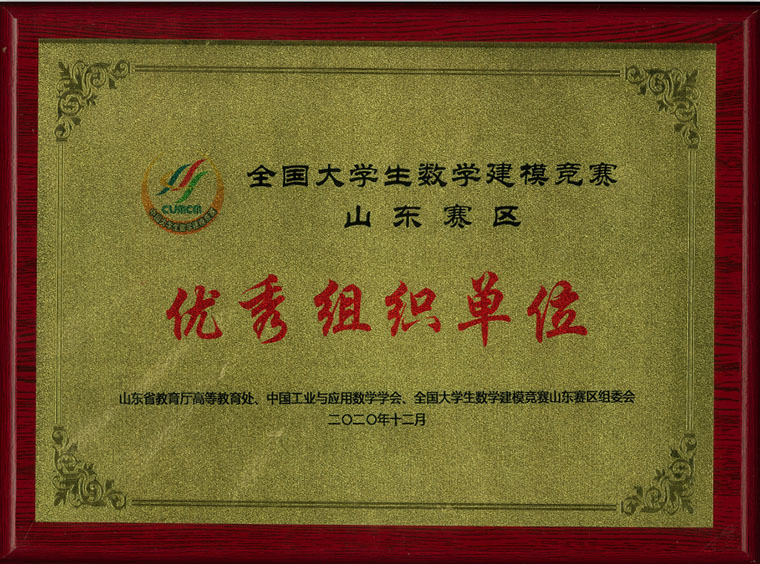 CUMCM
全国大学生数学建模竞赛
山东赛区
优秀组织单位
山东省教育厅高等教育处、中国工业与应用数学学会、全国大学生数学建模竞赛山东赛区组委会
二〇二〇年十二月